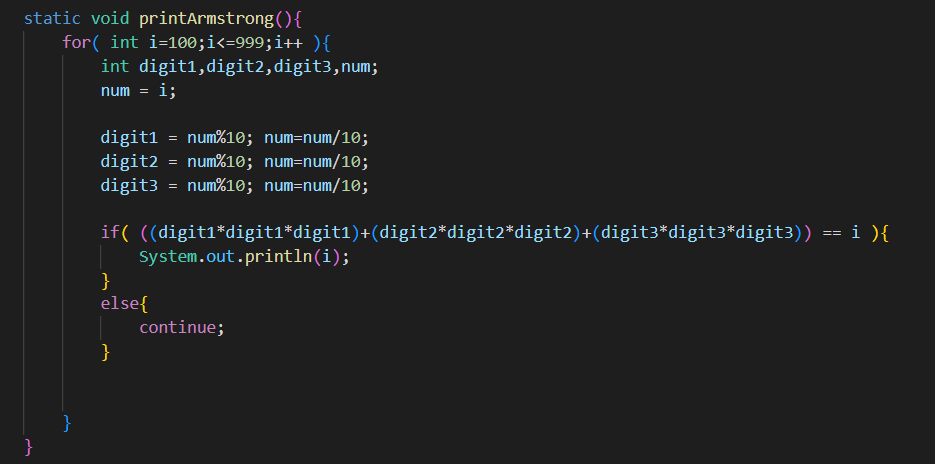 static void printArmstrong(){
for( int i=100;i<=999;i++ ){
int digit1,digit2,digit3,num;
num = i;
digit1 = num%10; num=num/10;
digit2 = num%10; num=num/10;
digit3 = num%10; num=num/10;
if( ((digit1*digit1*digit1)+(digit2*digit2*digit2)+(digit3*digit3*digit3)) == i ){
System.out.println(i);
}
else{
continue;
}
}
}